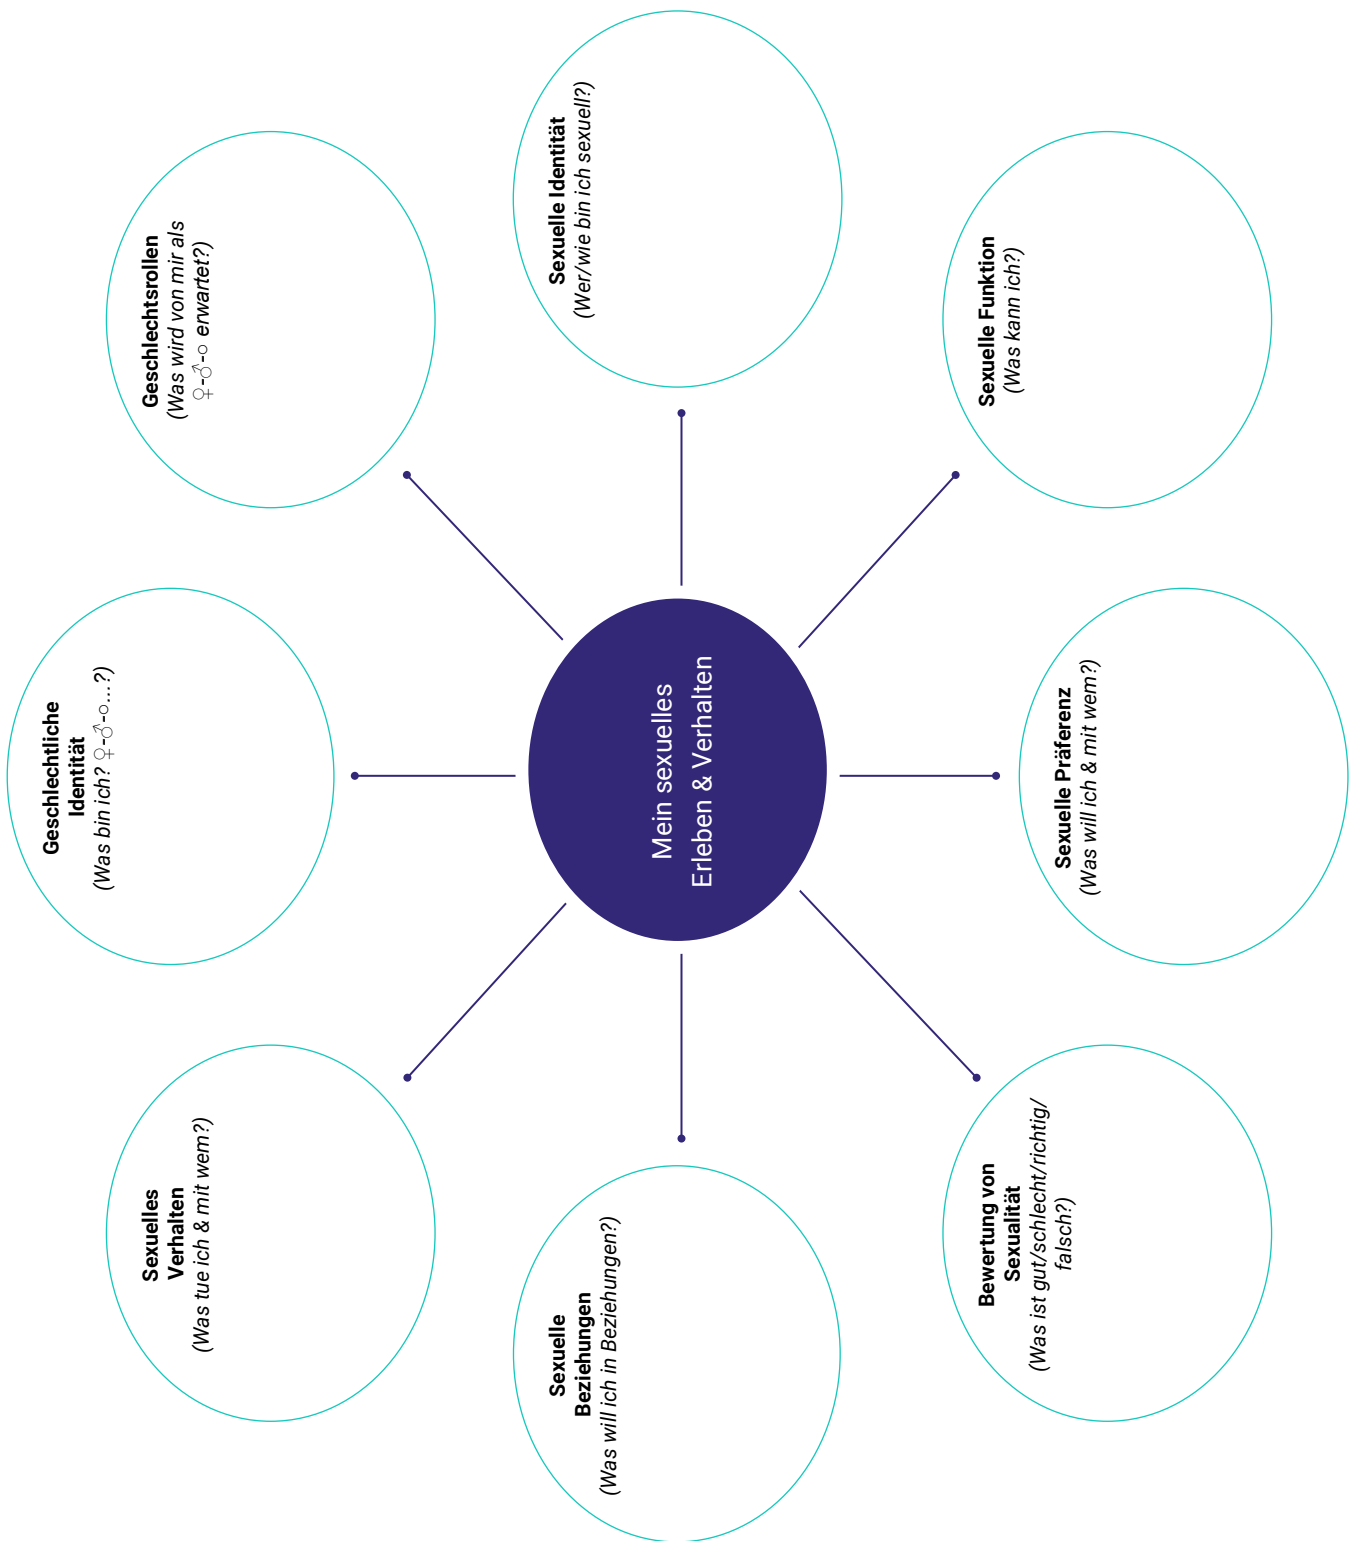 Geschlechtliche
Identität
(Was bin ich? ♀-♂-○...?)
Sexuelles
Verhalten
(Was tue ich & mit wem?)
Geschlechtsrollen
(Was wird von mir als
♀-♂-○ erwartet?)
Sexuelle
Beziehungen
(Was will ich in Beziehungen?)
Mein sexuelles
Erleben & Verhalten
Sexuelle Identität
(Wer/wie bin ich sexuell?)
Bewertung von
Sexualität
(Was ist gut/schlecht/richtig/
falsch?)
Sexuelle Funktion
(Was kann ich?)
Sexuelle Präferenz
(Was will ich & mit wem?)